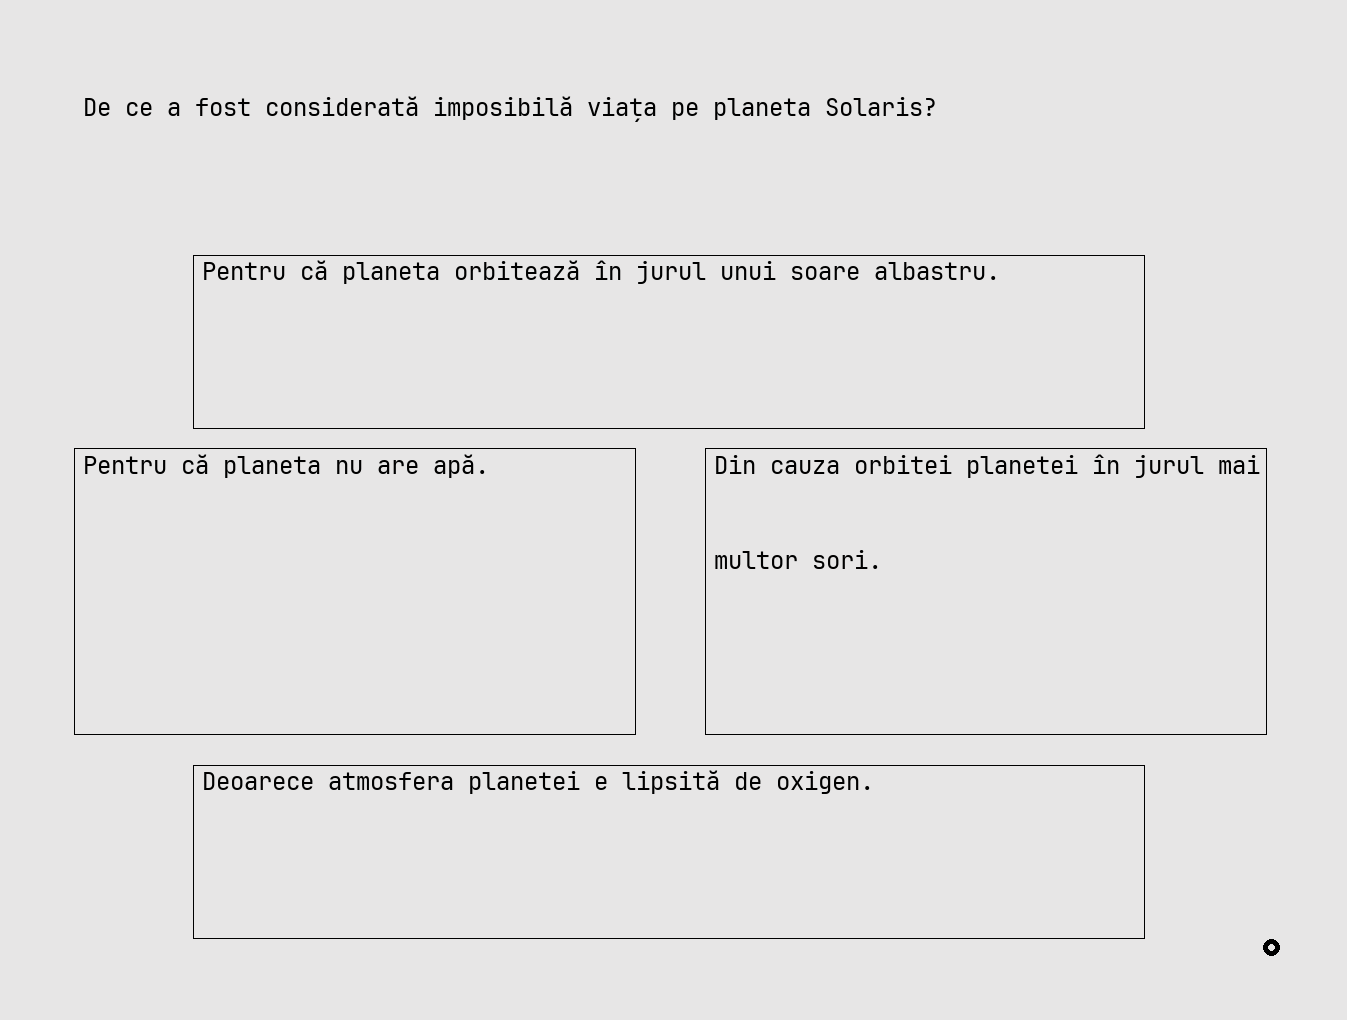 De ce a fost considerată imposibilă viața pe planeta Solaris?
Pentru că planeta orbitează în jurul unui soare albastru.
Pentru că planeta nu are apă.
Din cauza orbitei planetei în jurul mai
multor sori.
Deoarece atmosfera planetei e lipsită de oxigen.